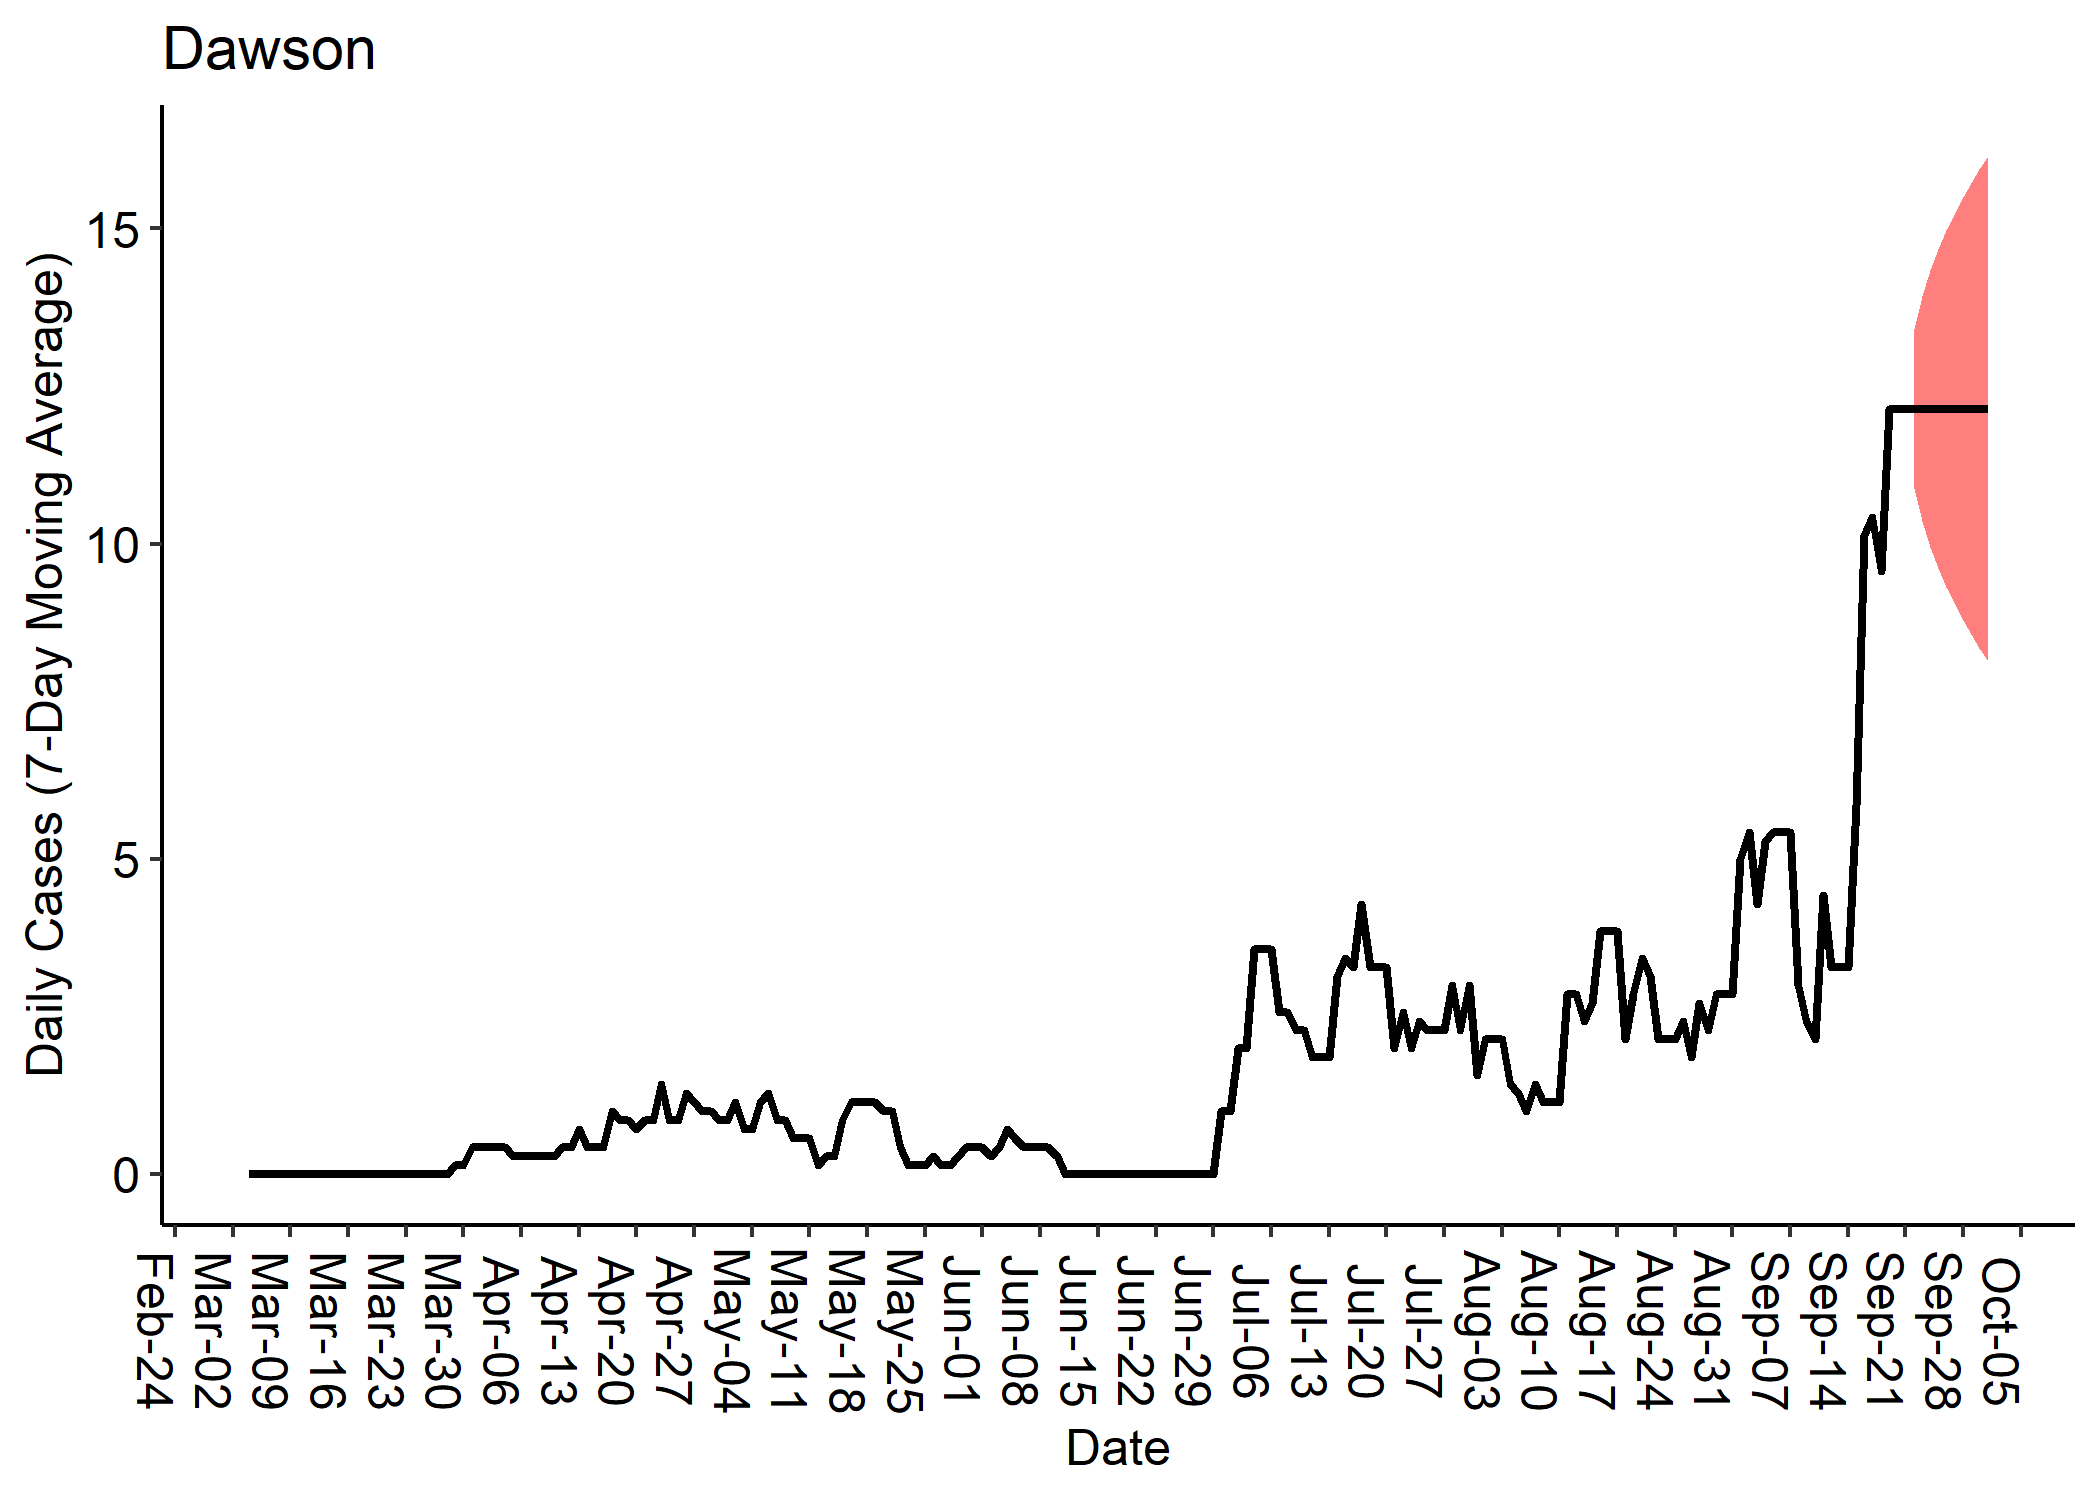 Dawson
Daily Cases (7-Day Moving Average)
15
10
5
0
Feb-24
Mar-02
Mar-09
Mar-16
Mar-23
Mar-30
Apr-06
Apr-13
Apr-20
Apr-27
May-04
May-11
May-18
May-25
Jun-01
Jun-08
Jun-15
Jun-22
Jun-29
Jul-06
Jul-13
Jul-20
Jul-27
Aug-03
Aug-10
Aug-17
Aug-24
Aug-31
Sep-07
Sep-14
Sep-21
Sep-28
Oct-05
Date